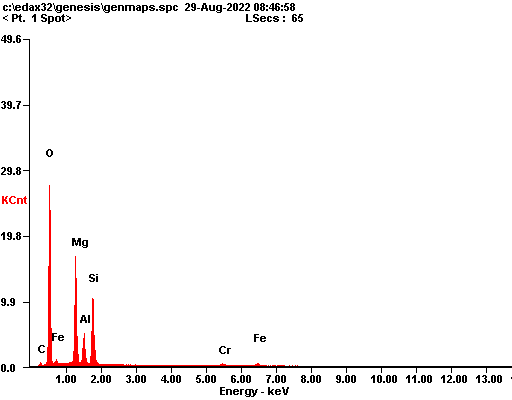 c:\edax32\genesis\genmaps.spc 29-Aug-2022 08:46:58
< Pt. 1 Spot> LSecs : 65
49.6
39.7
29.8
KCnt
19.8
9.9
0.0
O
Mg
Si
Al
Fe
C
Cr
Fe
1.00 2.00 3.00 4.00 5.00 6.00 7.00 8.00 9.00 10.00 11.00 12.00 13.00
Energy - keV